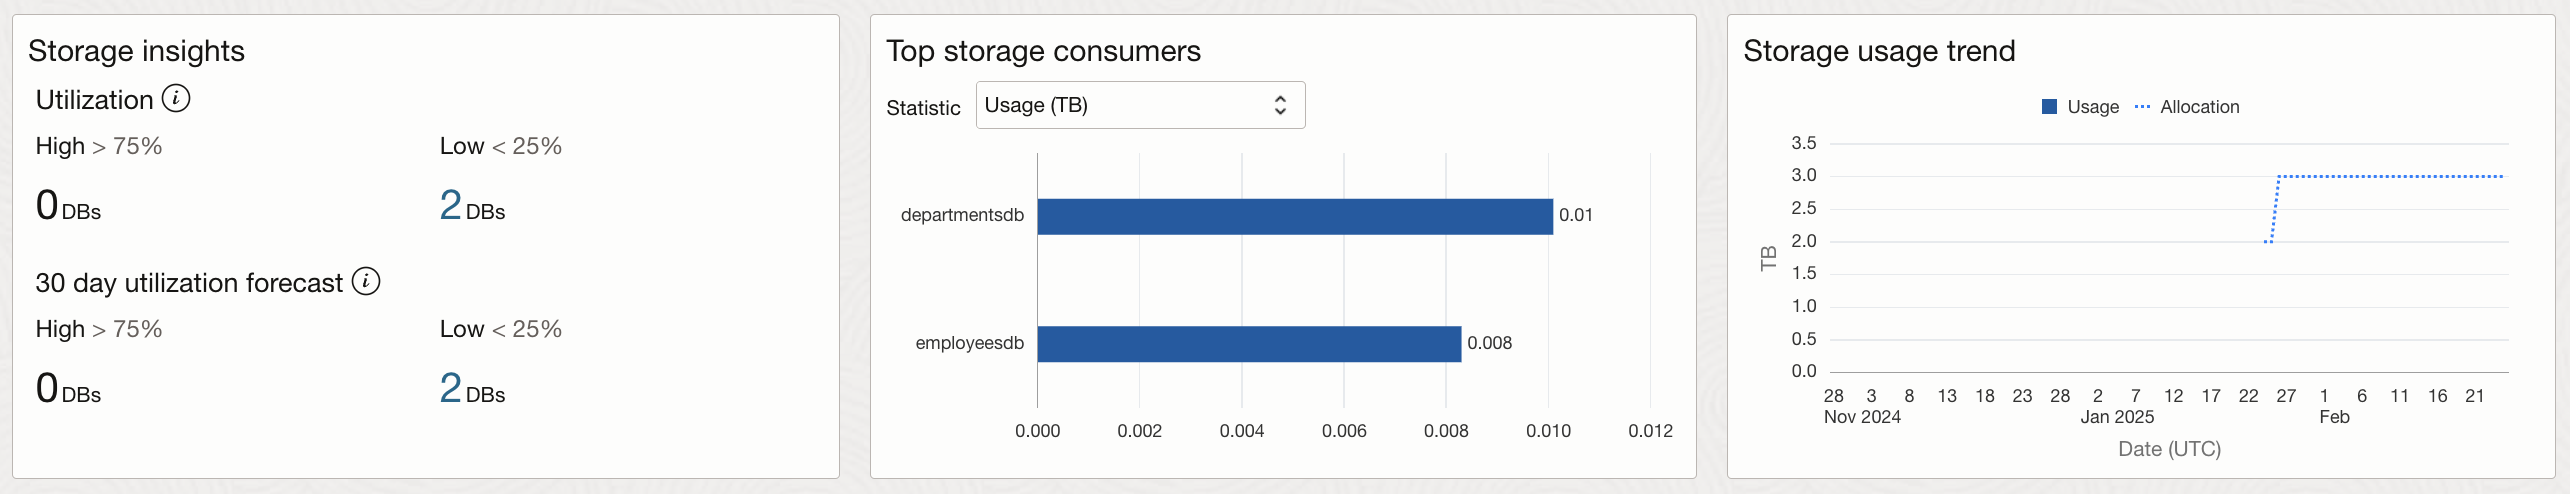 Storage insights
Utilization i
High > 75%
Low < 25%
0 DBs
2 DBs
30 day utilization forecast i
High > 75%
Low < 25%
0 DBs
2 DBs
Top storage consumers
Statistic
Usage (TB)
departmentsdb
0.01
employeesdb
0.008
0.000 0.002 0.004 0.006 0.008 0.010 0.012
Storage usage trend
Usage Allocation
TB
3.5
3.0
2.5
2.0
1.5
1.0
0.5
0.0
28 3 8 13 18 23 28 2 7 12 17 22 27 1 6 11 16 21
Nov 2024 Jan 2025 Feb
Date (UTC)